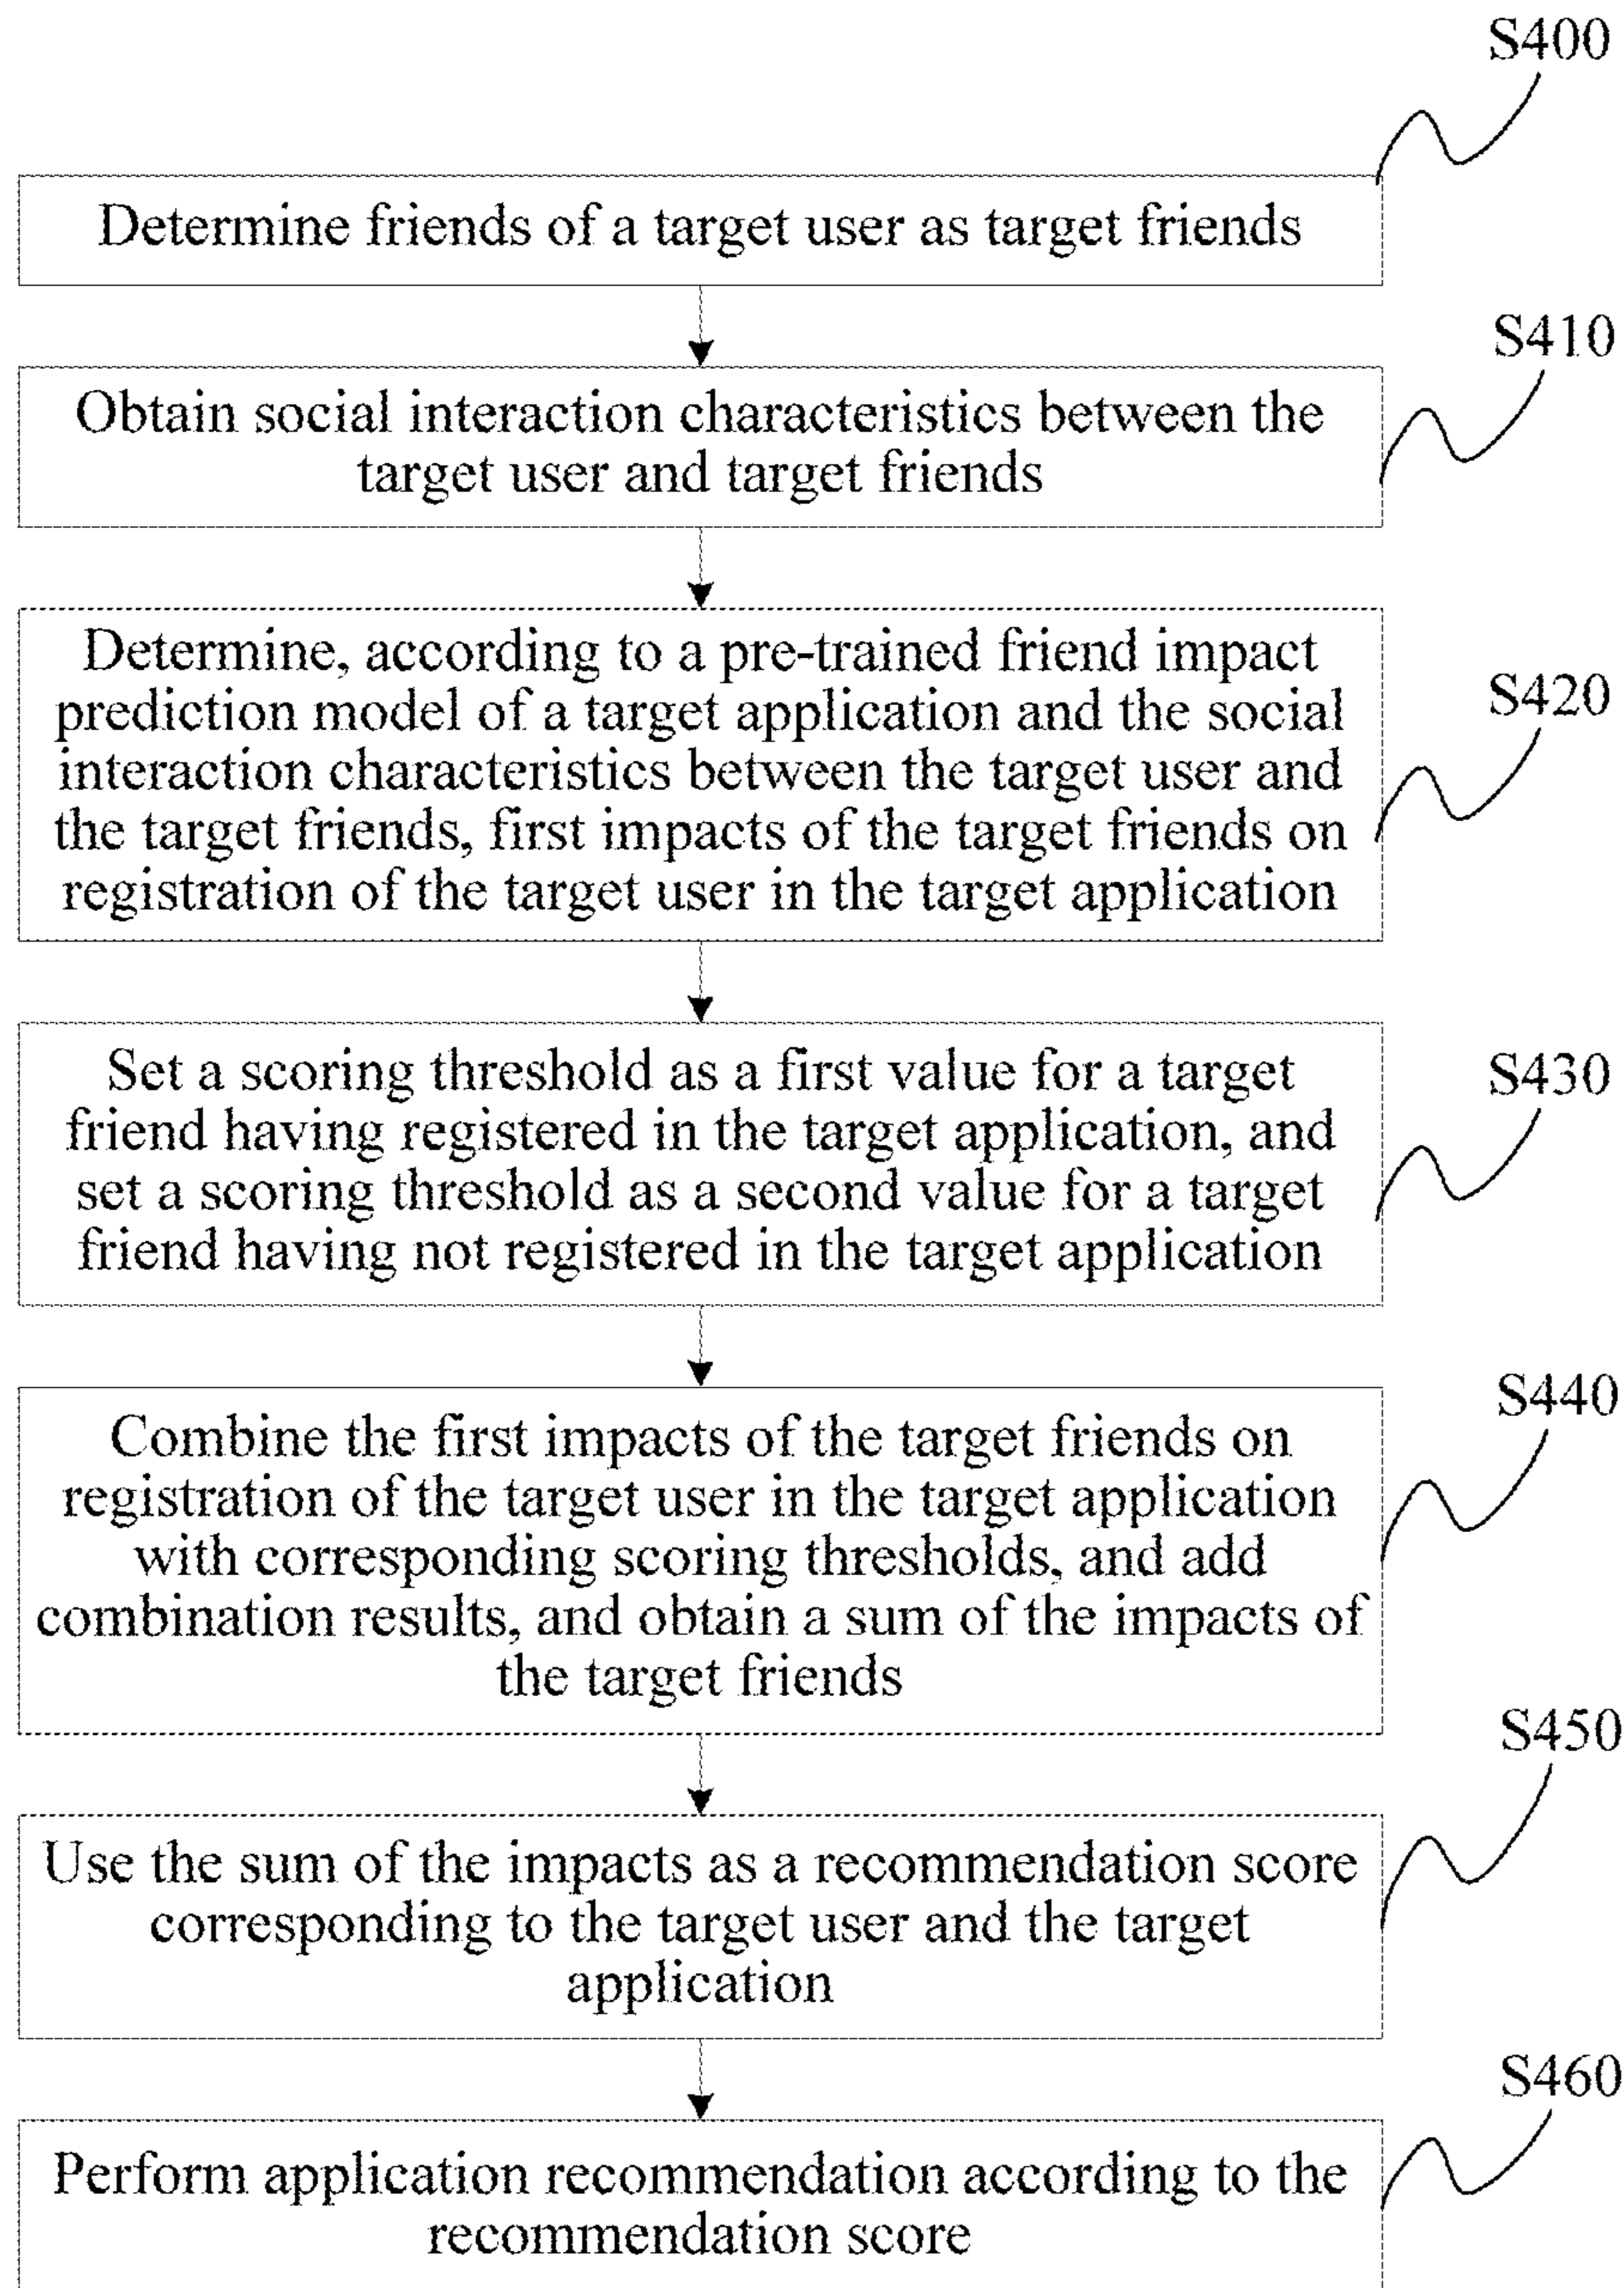 S400
Determine friends of a target user as target friends
S410
Obtain social interaction characteristics between the
target user and target friends
S420
Determine, according to a pre-trained friend impact
prediction model of a target application and the social
interaction characteristics between the target user and
the target friends, first impacts of the target friends on
registration of the target user in the target application
S430
Set a scoring threshold as a first value for a target
friend having registered in the target application, and
set a scoring threshold as a second value for a target
friend having not registered in the target application
S440
Combine the first impacts of the target friends on
registration of the target user in the target application
with corresponding scoring thresholds, and add
combination results, and obtain a sum of the impacts of
the target friends
S450
Use the sum of the impacts as a recommendation score
corresponding to the target user and the target
application
S460
Perform application recommendation according to the
recommendation score